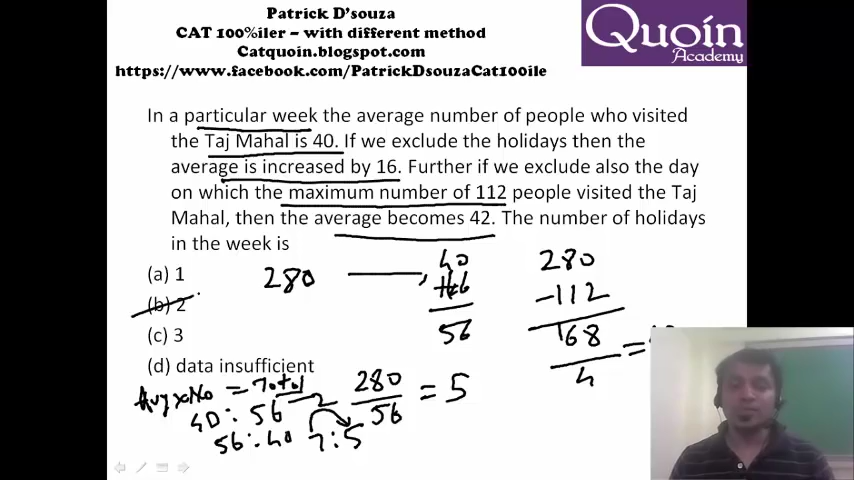 Patrick D'souza
CAT 100%iler – with different method
Catquoin.blogspot.com
https://www.facebook.com/PatrickDsouzaCat100ile
Quoin
Academy
In a particular week the average number of people who visited
the Taj Mahal is 40. If we exclude the holidays then the
average is increased by 16. Further if we exclude also the day
on which the maximum number of 112 people visited the Taj
Mahal, then the average becomes 42. The number of holidays
in the week is
(a) 1
(b) 2
(c) 3
(d) data insufficient
280
40
+16
56
280
-112
168
4
=
Avg x No = Total
40 : 56
56 : 40
7 : 5
280
56
= 5